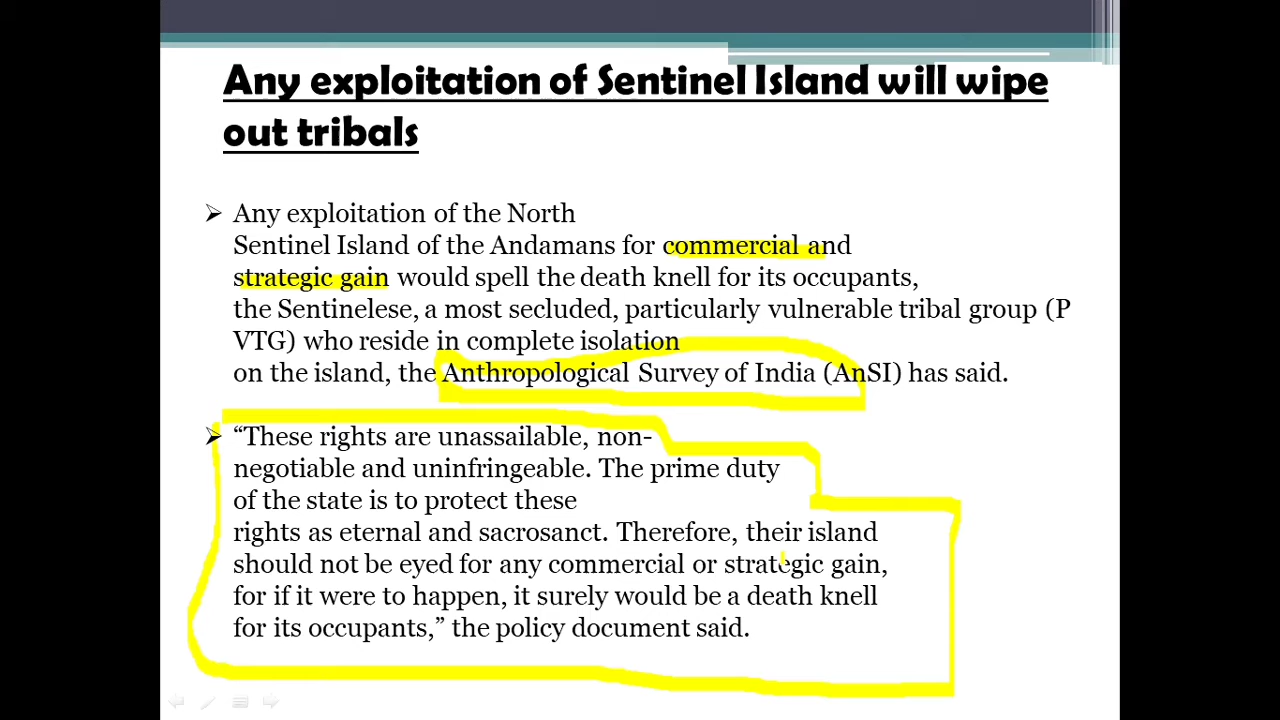 Any exploitation of Sentinel Island will wipe
out tribals
Any exploitation of the North
Sentinel Island of the Andamans for commercial and
strategic gain would spell the death knell for its occupants,
the Sentinelese, a most secluded, particularly vulnerable tribal group (P
VTG) who reside in complete isolation
on the island, the Anthropological Survey of India (AnSI) has said.
“These rights are unassailable, non-
negotiable and uninfringeable. The prime duty
of the state is to protect these
rights as eternal and sacrosanct. Therefore, their island
should not be eyed for any commercial or strategic gain,
for if it were to happen, it surely would be a death knell
for its occupants,” the policy document said.